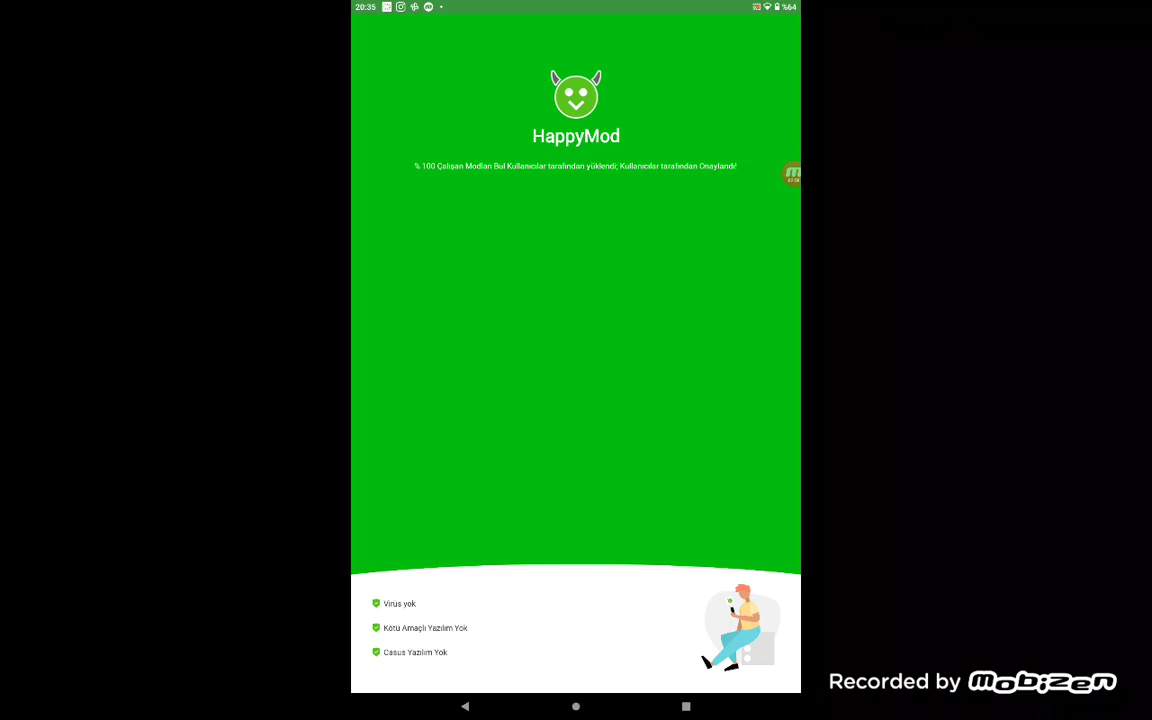 20:35
%64
HappyMod
% 100 Çalışan Modları Bul Kullanıcılar tarafından yüklendi; Kullanıcılar tarafından Onaylandı!
Virüs yok
Kötü Amaçlı Yazılım Yok
Casus Yazılım Yok
Recorded by mobizen